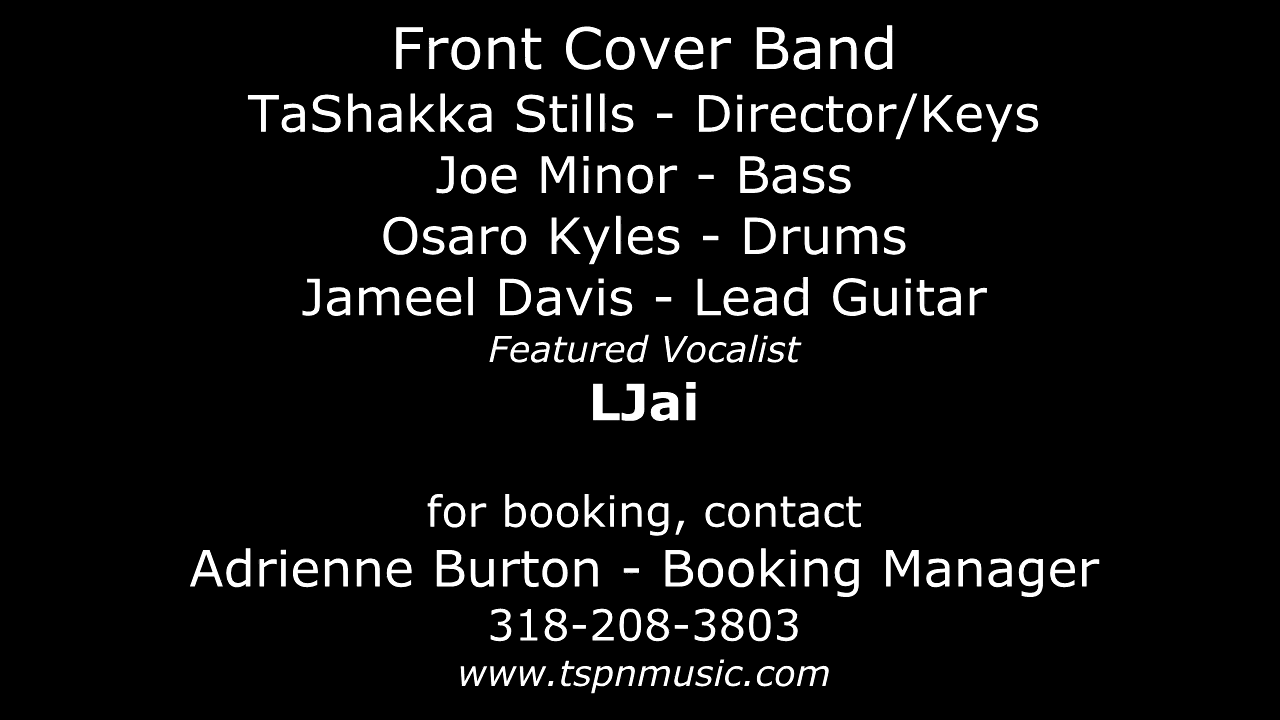 Front Cover Band
TaShakka Stills - Director/Keys
Joe Minor - Bass
Osaro Kyles - Drums
Jameel Davis - Lead Guitar
Featured Vocalist
LJai
for booking, contact
Adrienne Burton - Booking Manager
318-208-3803
www.tspnmusic.com